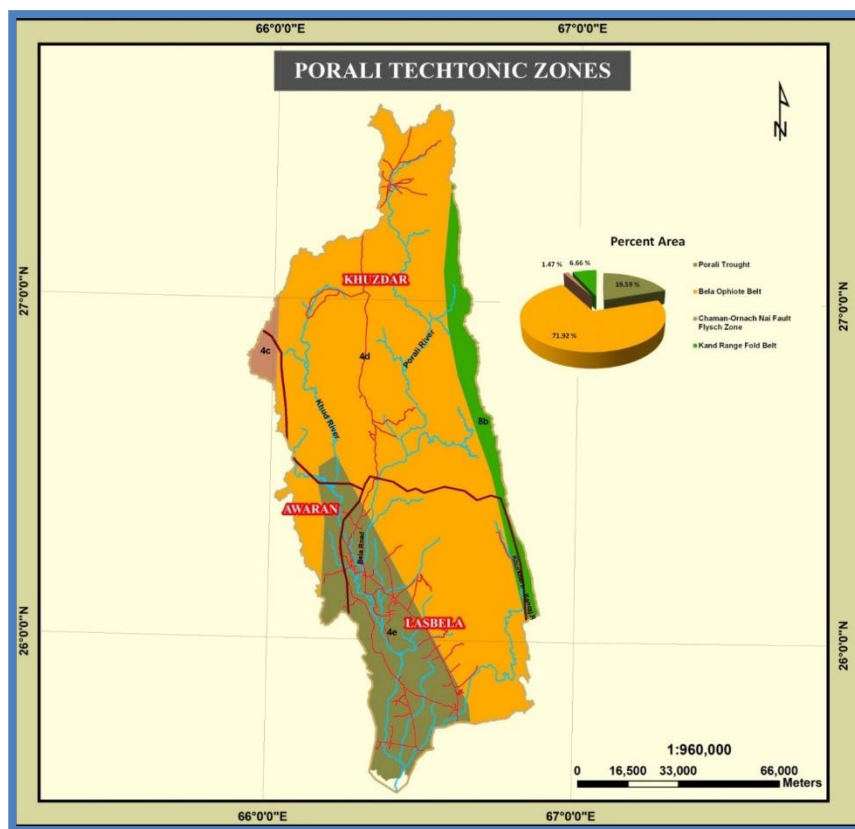 66°0'0"E
67°0'0"E
PORALI TECHTONIC ZONES
N
Percent Area
1.47 %
6.66 %
19.59 %
71.92 %
Porali Trought
Bela Ophiote Belt
Chaman-Ornach Nai Fault
Flysch Zone
Kand Range Fold Belt
27°0'0"N
27°0'0"N
KHUZDAR
4c
4d
Porali River
Khud River
8b
AWARAN
Bela Road
LASBELA
4e
26°0'0"N
26°0'0"N
1:960,000
0 16,500 33,000 66,000
Meters
66°0'0"E
67°0'0"E